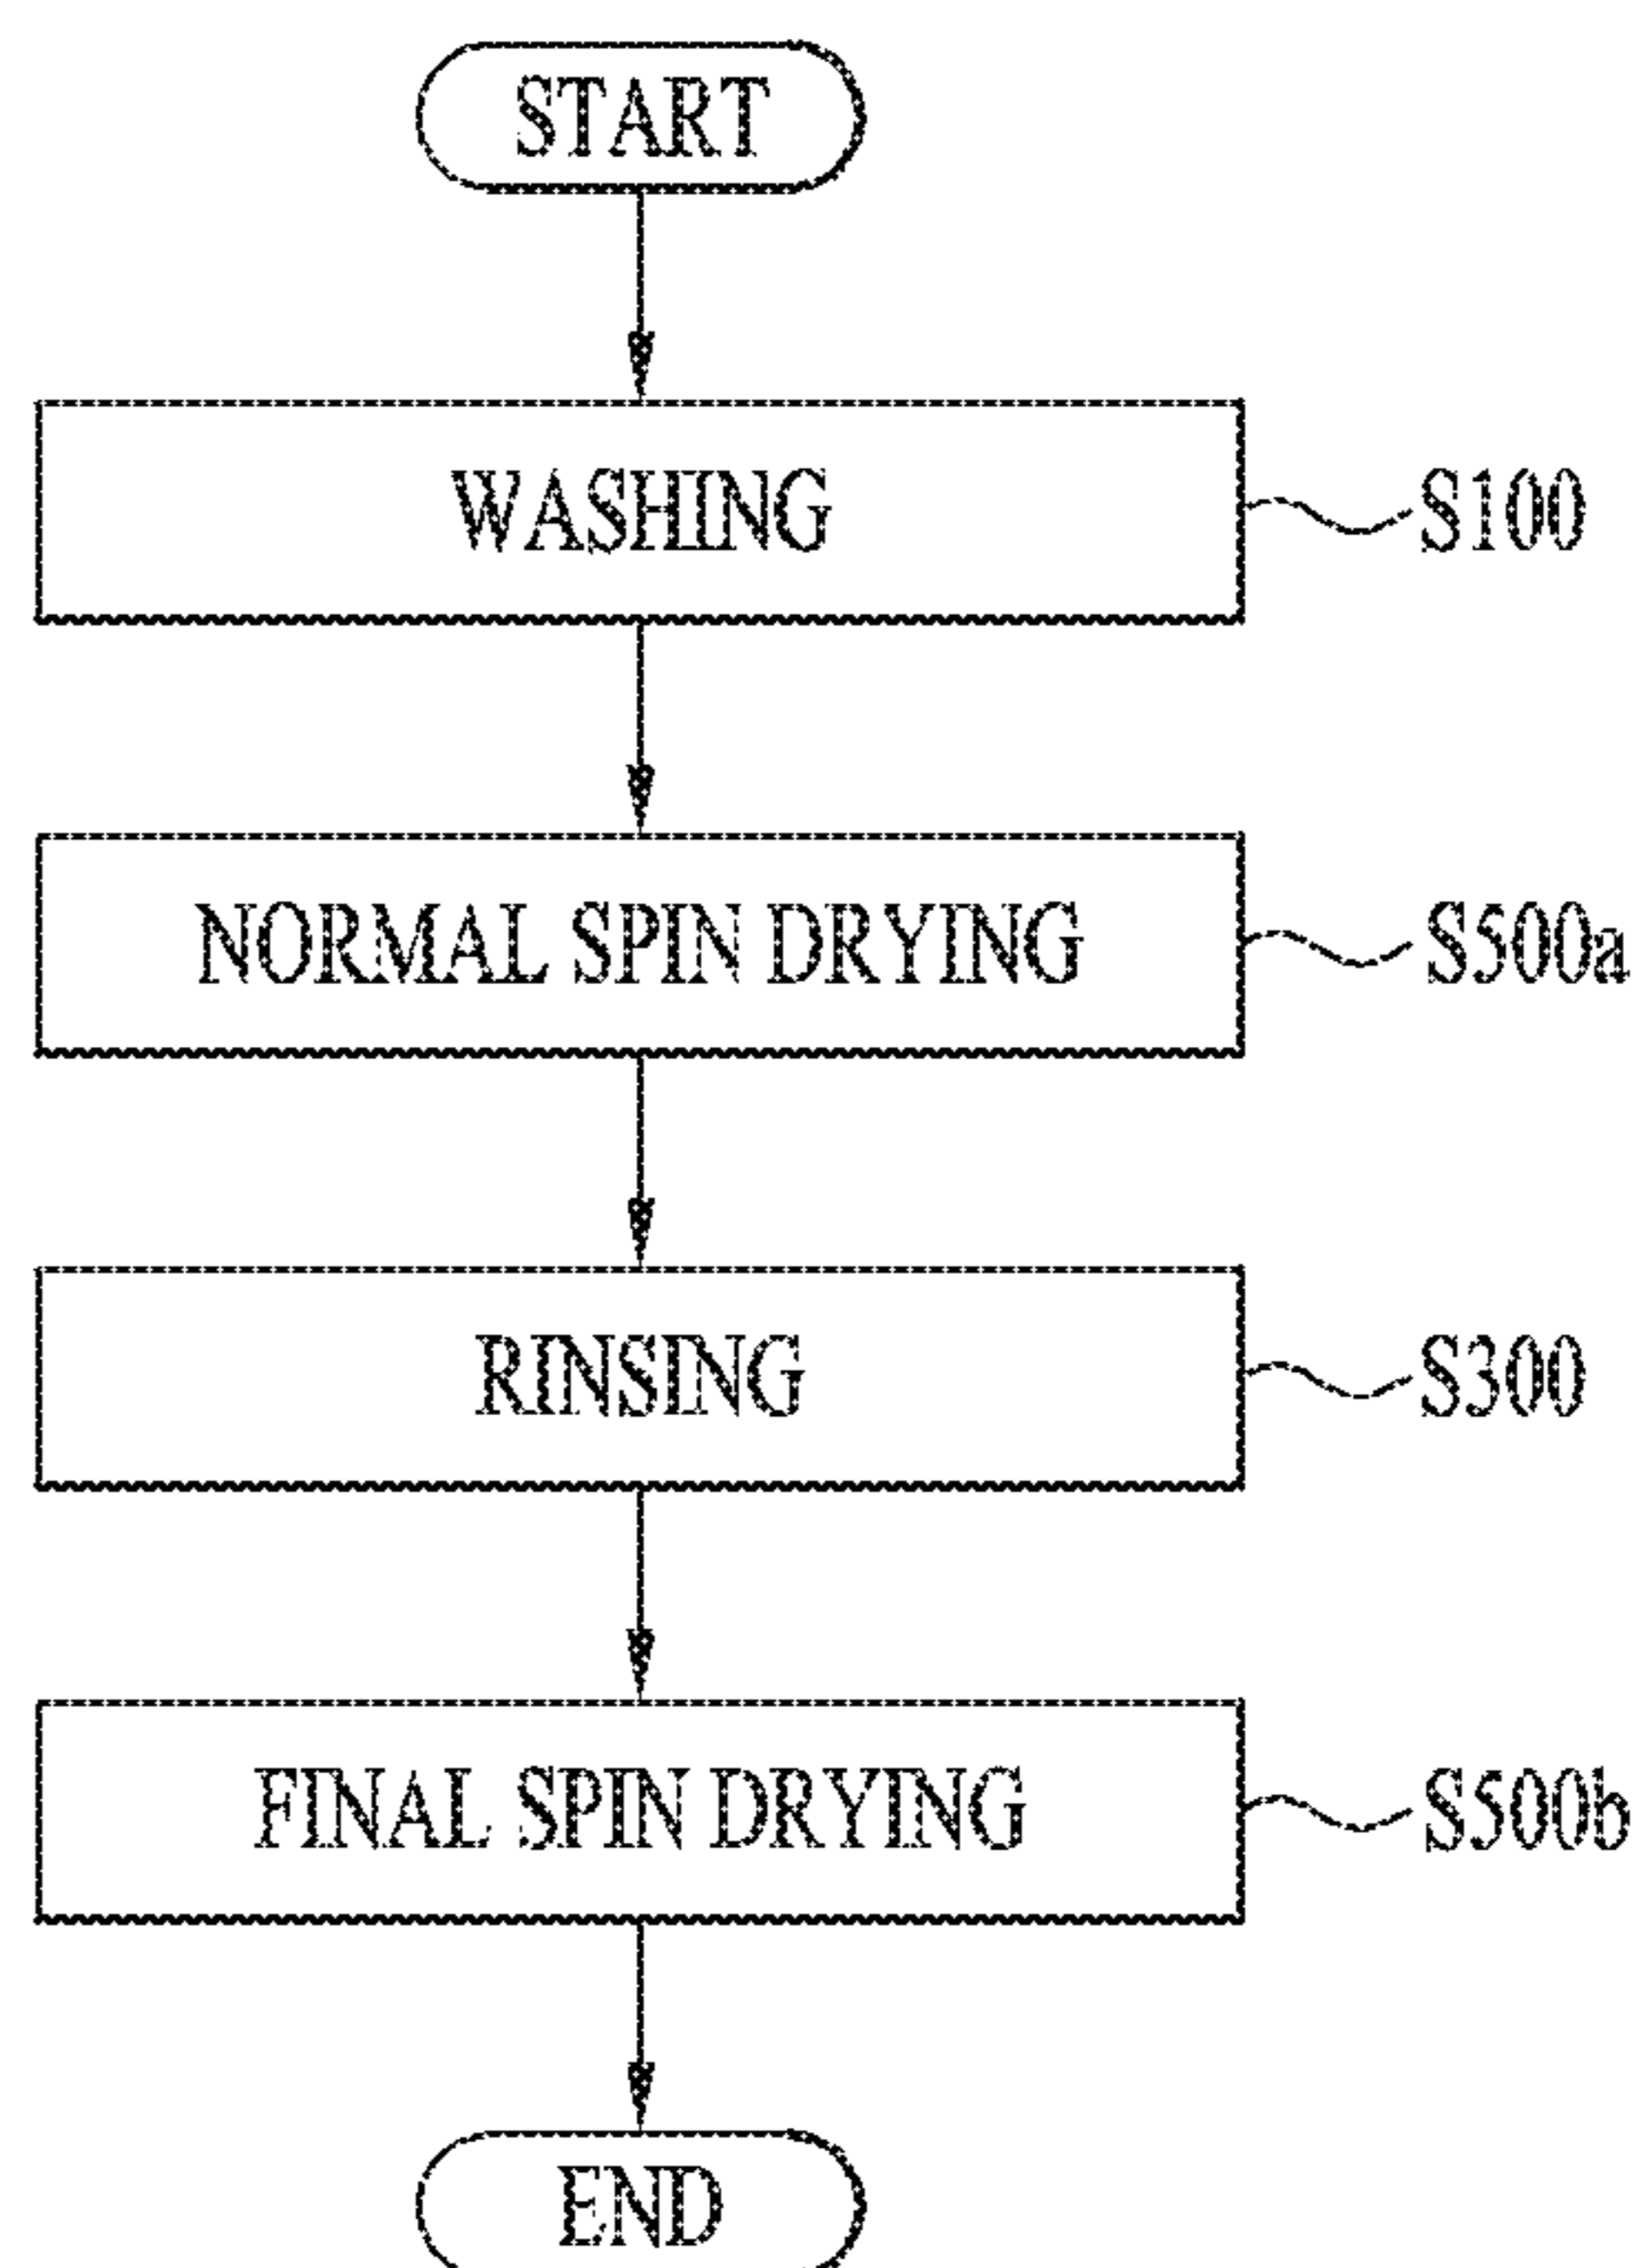 START
WASHING
S100
NORMAL SPIN DRYING
S500a
RINSING
S300
FINAL SPIN DRYING
S500b
END